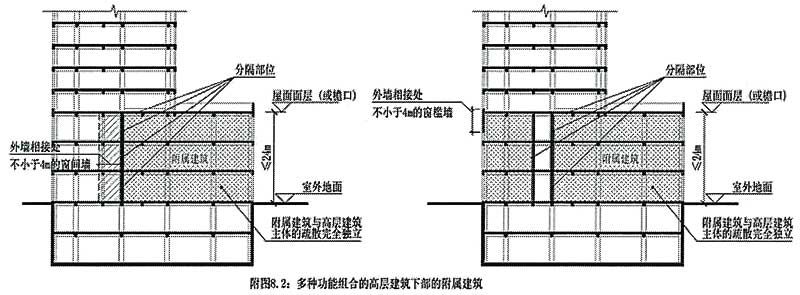 分隔部位
屋面面层（或檐口）
外墙相接处
不小于4m的窗间墙
附属建筑
≤24m
室外地面
附属建筑与高层建筑
主体的疏散完全独立
分隔部位
外墙相接处
不小于4m的窗槛墙
屋面面层（或檐口）
附属建筑
≤24m
室外地面
附属建筑与高层建筑
主体的疏散完全独立
附图8.2：多种功能组合的高层建筑下部的附属建筑